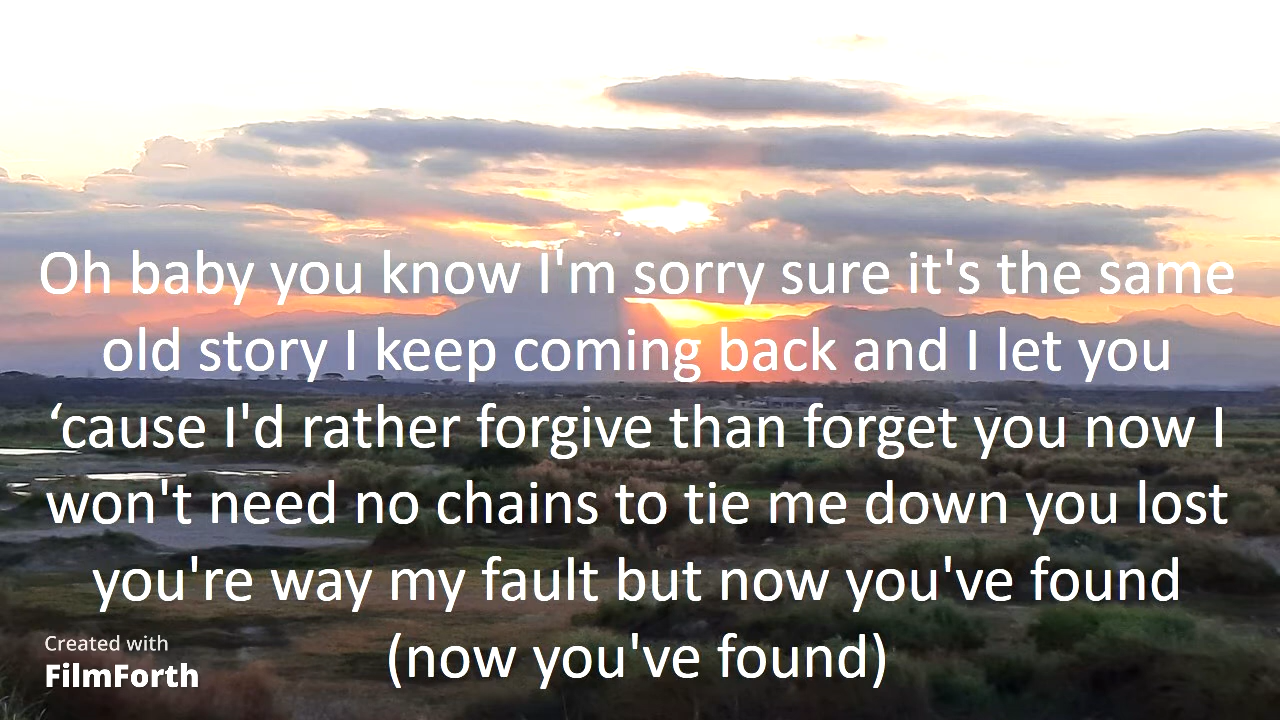 Oh baby you know I'm sorry sure it's the same
old story I keep coming back and I let you
‘cause I'd rather forgive than forget you now I
won't need no chains to tie me down you lost
you're way my fault but now you've found
(now you've found)
Created with
FilmForth